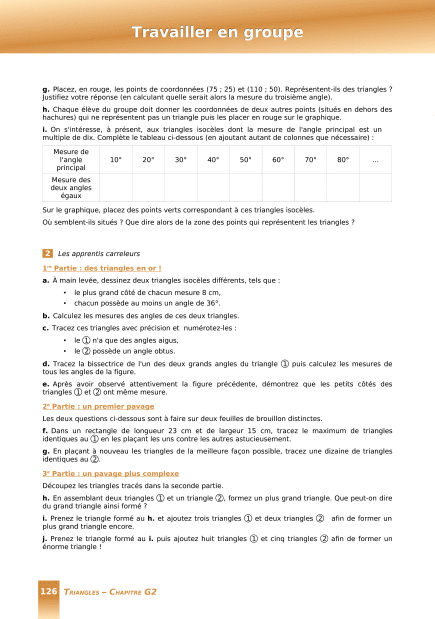 Travailler en groupe
g. Placez, en rouge, les points de coordonnées (75 ; 25) et (110 ; 50). Représentent-ils des triangles ?
Justifiez votre réponse (en calculant quelle serait alors la mesure du troisième angle).
h. Chaque élève du groupe doit donner les coordonnées de deux autres points (situés en dehors des
hachures) qui ne représentent pas un triangle puis les placer en rouge sur le graphique.
i. On s'intéresse, à présent, aux triangles isocèles dont la mesure de l'angle principal est un
multiple de dix. Complète le tableau ci-dessous (en ajoutant autant de colonnes que nécessaire) :
Mesure de
l'angle
principal
10° 20° 30° 40° 50° 60° 70° 80° ...
Mesure des
deux angles
égaux
Sur le graphique, placez des points verts correspondant à ces triangles isocèles.
Où semblent-ils situés ? Que dire alors de la zone des points qui représentent les triangles ?
2 Les apprentis carreleurs
1re Partie : des triangles en or !
a. À main levée, dessinez deux triangles isocèles différents, tels que :
• le plus grand côté de chacun mesure 8 cm,
• chacun possède au moins un angle de 36°.
b. Calculez les mesures des angles de ces deux triangles.
c. Tracez ces triangles avec précision et numérotez-les :
• le ① n'a que des angles aigus,
• le ② possède un angle obtus.
d. Tracez la bissectrice de l'un des deux grands angles du triangle ① puis calculez les mesures de
tous les angles de la figure.
e. Après avoir observé attentivement la figure précédente, démontrez que les petits côtés des
triangles ① et ② ont même mesure.
2e Partie : un premier pavage
Les deux questions ci-dessous sont à faire sur deux feuilles de brouillon distinctes.
f. Dans un rectangle de longueur 23 cm et de largeur 15 cm, tracez le maximum de triangles
identiques au ① en les plaçant les uns contre les autres astucieusement.
g. En plaçant à nouveau les triangles de la meilleure façon possible, tracez une dizaine de triangles
identiques au ②.
3e Partie : un pavage plus complexe
Découpez les triangles tracés dans la seconde partie.
h. En assemblant deux triangles ① et un triangle ②, formez un plus grand triangle. Que peut-on dire
du grand triangle ainsi formé ?
i. Prenez le triangle formé au h. et ajoutez trois triangles ① et deux triangles ② afin de former un
plus grand triangle encore.
j. Prenez le triangle formé au i. puis ajoutez huit triangles ① et cinq triangles ② afin de former un
énorme triangle !
126 TRIANGLES – CHAPITRE G2